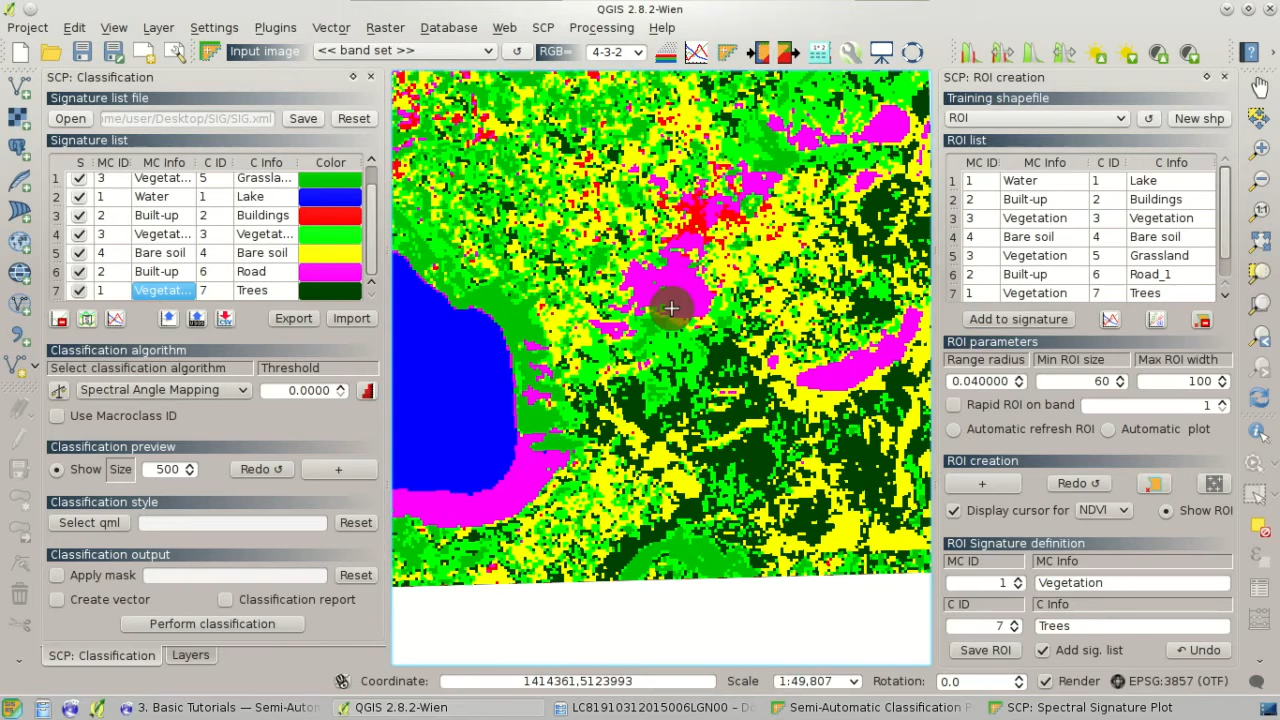 QGIS 2.8.2-Wien
Project Edit View Layer Settings Plugins Vector Raster Database Web SCP Processing Help
Input image << band set >> RGB= 4-3-2
SCP: Classification
Signature list file
Open me/user/Desktop/SIG/SIG.xml Save Reset
Signature list
S MC ID MC Info C ID C Info Color
1 3 Vegetat... 5 Grassla...
2 1 Water 1 Lake
3 2 Built-up 2 Buildings
4 3 Vegetat... 3 Vegetat...
5 4 Bare soil 4 Bare soil
6 2 Built-up 6 Road
7 1 Vegetat... 7 Trees
Export Import
Classification algorithm
Select classification algorithm Threshold
Spectral Angle Mapping 0.0000
Use Macroclass ID
Classification preview
Show Size 500 Redo ↺ +
Classification style
Select qml Reset
Classification output
Apply mask Reset
Create vector Classification report
Perform classification
SCP: Classification Layers
SCP: ROI creation
Training shapefile
ROI ↺ New shp
ROI list
MC ID MC Info C ID C Info
1 1 Water 1 Lake
2 2 Built-up 2 Buildings
3 3 Vegetation 3 Vegetation
4 4 Bare soil 4 Bare soil
5 3 Vegetation 5 Grassland
6 2 Built-up 6 Road_1
7 1 Vegetation 7 Trees
Add to signature
ROI parameters
Range radius Min ROI size Max ROI width
0.040000 60 100
Rapid ROI on band 1
Automatic refresh ROI Automatic plot
ROI creation
+ Redo ↺
Display cursor for NDVI Show ROI
ROI Signature definition
MC ID MC Info
1 Vegetation
C ID C Info
7 Trees
Save ROI Add sig. list ↶ Undo
Coordinate: 1414361,5123993 Scale 1:49,807 Rotation: 0.0 Render EPSG:3857 (OTF)
3. Basic Tutorials — Semi-Auto QGIS 2.8.2-Wien LC81910312015006LGN00 – Do Semi-Automatic Classification P SCP: Spectral Signature Plot